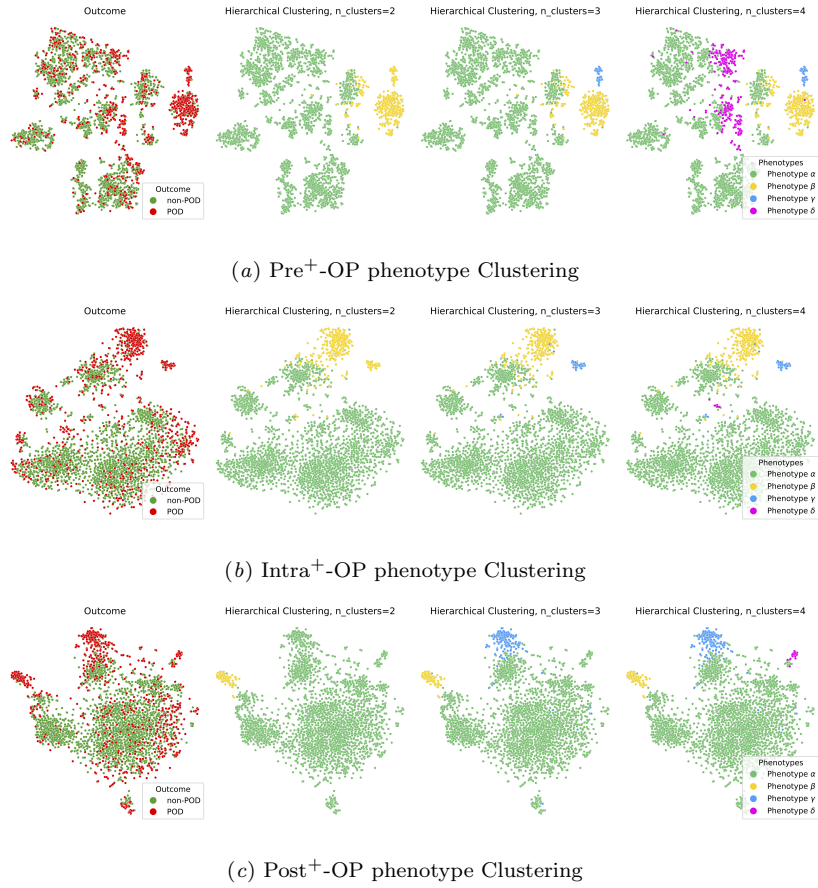 Outcome
Hierarchical Clustering, n_clusters=2
Hierarchical Clustering, n_clusters=3
Hierarchical Clustering, n_clusters=4
Outcome
non-POD
POD
Phenotypes
Phenotype α
Phenotype β
Phenotype γ
Phenotype δ
(a) Pre⁺-OP phenotype Clustering
Outcome
Hierarchical Clustering, n_clusters=2
Hierarchical Clustering, n_clusters=3
Hierarchical Clustering, n_clusters=4
Outcome
non-POD
POD
Phenotypes
Phenotype α
Phenotype β
Phenotype γ
Phenotype δ
(b) Intra⁺-OP phenotype Clustering
Outcome
Hierarchical Clustering, n_clusters=2
Hierarchical Clustering, n_clusters=3
Hierarchical Clustering, n_clusters=4
Outcome
non-POD
POD
Phenotypes
Phenotype α
Phenotype β
Phenotype γ
Phenotype δ
(c) Post⁺-OP phenotype Clustering